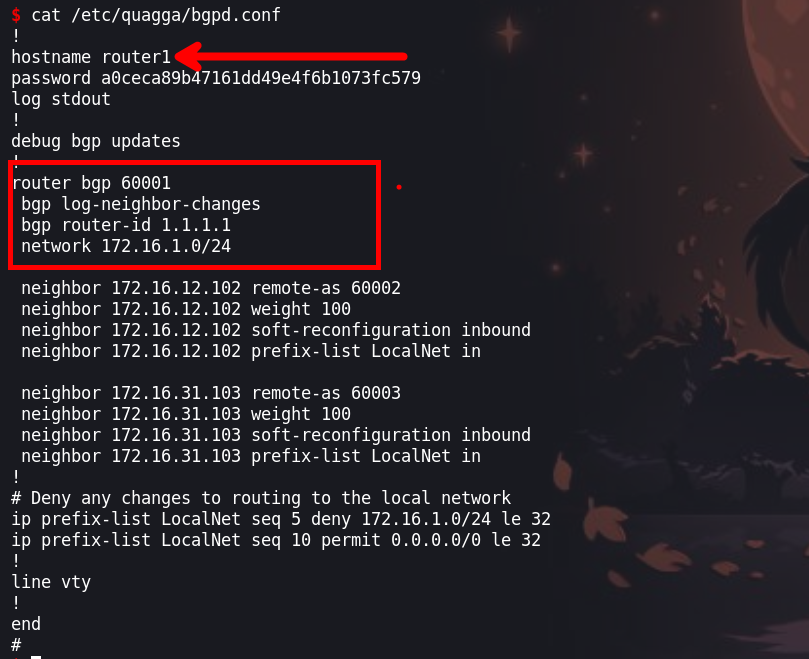 $ cat /etc/quagga/bgpd.conf
!
hostname router1
password a0ceca89b47161dd49e4f6b1073fc579
log stdout
!
debug bgp updates
!
router bgp 60001
 bgp log-neighbor-changes
 bgp router-id 1.1.1.1
 network 172.16.1.0/24
 neighbor 172.16.12.102 remote-as 60002
 neighbor 172.16.12.102 weight 100
 neighbor 172.16.12.102 soft-reconfiguration inbound
 neighbor 172.16.12.102 prefix-list LocalNet in
 neighbor 172.16.31.103 remote-as 60003
 neighbor 172.16.31.103 weight 100
 neighbor 172.16.31.103 soft-reconfiguration inbound
 neighbor 172.16.31.103 prefix-list LocalNet in
!
# Deny any changes to routing to the local network
ip prefix-list LocalNet seq 5 deny 172.16.1.0/24 le 32
ip prefix-list LocalNet seq 10 permit 0.0.0.0/0 le 32
!
line vty
!
end
#